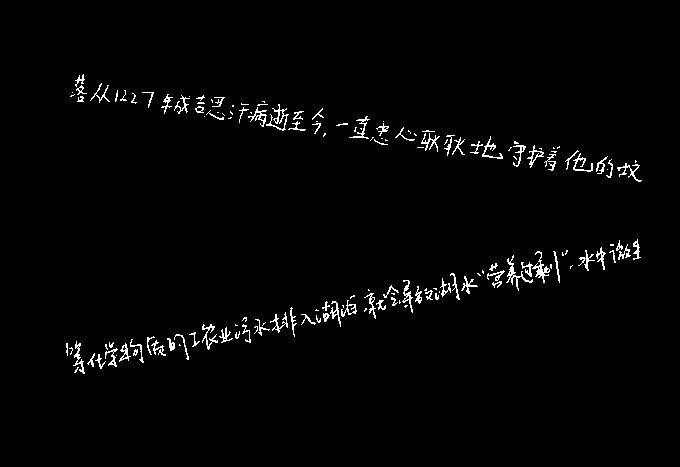 落从1227年成吉思汗病逝至今,一直忠心耿耿地守护着他的坟
等化学物质的工农业污水排入湖泊,就会导致湖水"营养过剩",水中微生